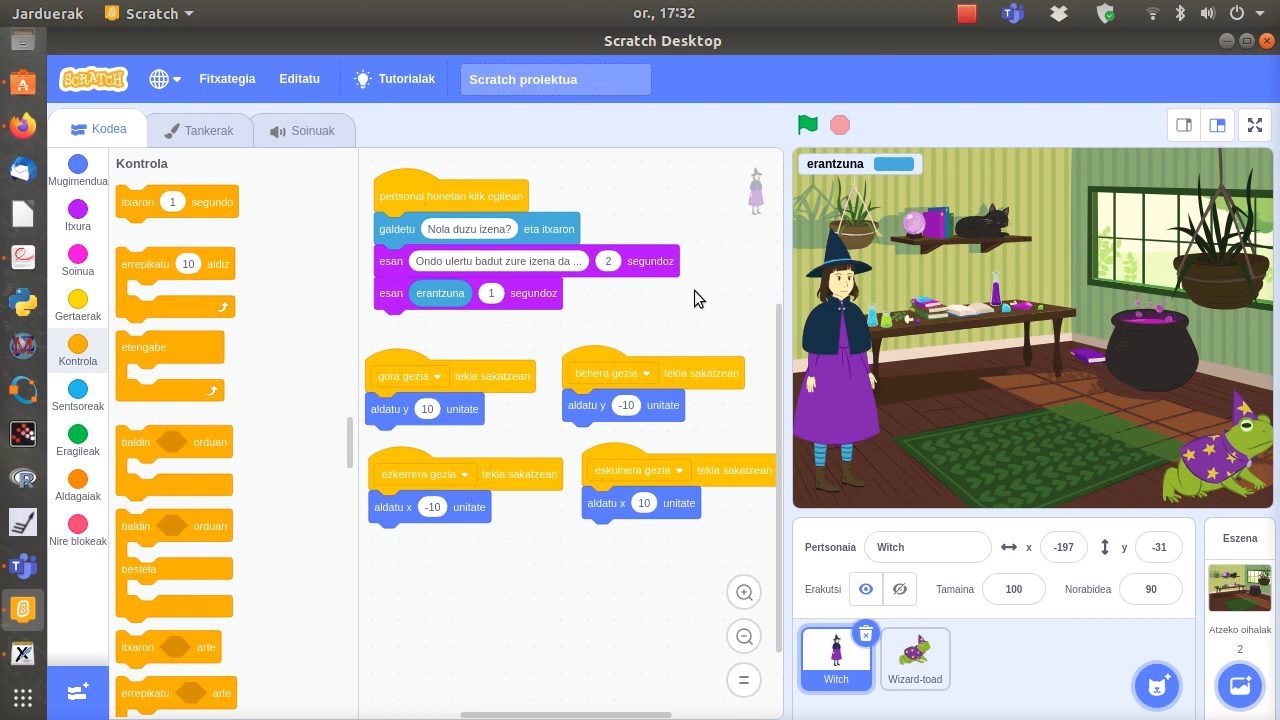 Jarduerak
Scratch
or., 17:32
Scratch Desktop
SCRATCH
Fitxategia
Editatu
Tutorialak
Scratch proiektua
Kodea
Tankerak
Soinuak
Mugimendua
Itxura
Soinua
Gertaerak
Kontrola
Sentsoreak
Eragileak
Aldagaiak
Nire blokeak
Kontrola
itxaron 1 segundo
errepikatu 10 aldiz
etengabe
baldin orduan
baldin orduan
bestela
itxaron arte
errepikatu arte
pertsonai honetan klik egitean
galdetu Nola duzu izena? eta itxaron
esan Ondo ulertu badut zure izena da ... 2 segundoz
esan erantzuna 1 segundoz
gora gezia tekla sakatzean
aldatu y 10 unitate
behera gezia tekla sakatzean
aldatu y -10 unitate
ezkerrera gezia tekla sakatzean
aldatu x -10 unitate
eskuinera gezia tekla sakatzean
aldatu x 10 unitate
erantzuna
Pertsonaia Witch x -197 y -31
Erakutsi Tamaina 100 Norabidea 90
Witch
Wizard-toad
Eszena
Atzeko oihalak
2